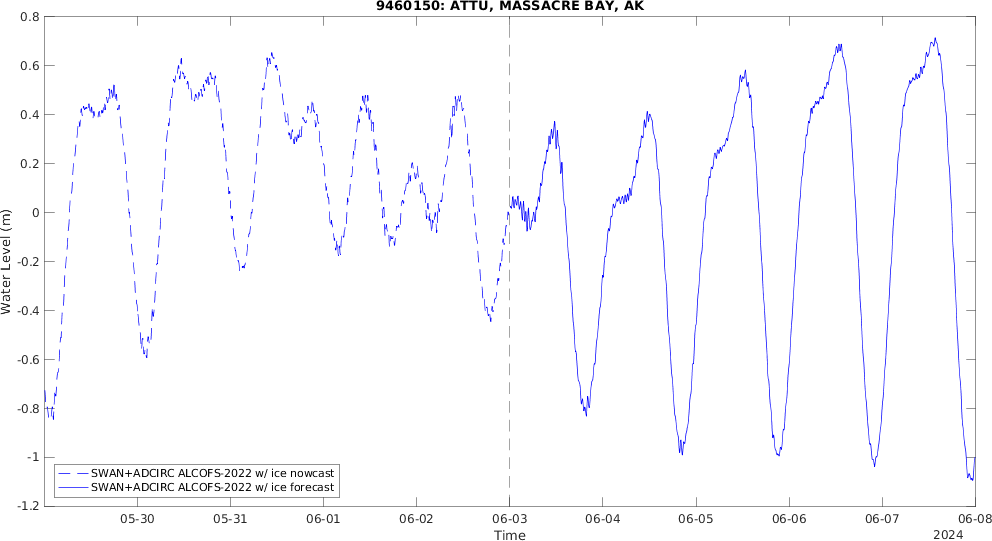 9460150: ATTU, MASSACRE BAY, AK
0.8
0.6
0.4
0.2
0
-0.2
-0.4
-0.6
-0.8
-1
-1.2
Water Level (m)
SWAN+ADCIRC ALCOFS-2022 w/ ice nowcast
SWAN+ADCIRC ALCOFS-2022 w/ ice forecast
05-30 05-31 06-01 06-02 06-03 06-04 06-05 06-06 06-07 06-08
Time
2024